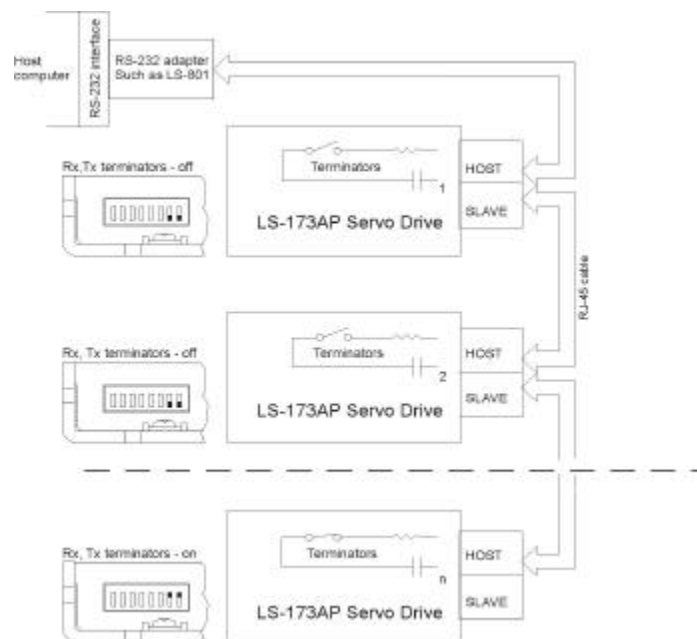 Host
computer
RS-232 interface
RS-232 adapter
Such as LS-801
Rx,Tx terminators - off
Terminators
1
HOST
SLAVE
LS-173AP Servo Drive
RJ-45 cable
Rx, Tx terminators - off
Terminators
2
HOST
SLAVE
LS-173AP Servo Drive
Rx, Tx terminators - on
Terminators
n
HOST
SLAVE
LS-173AP Servo Drive